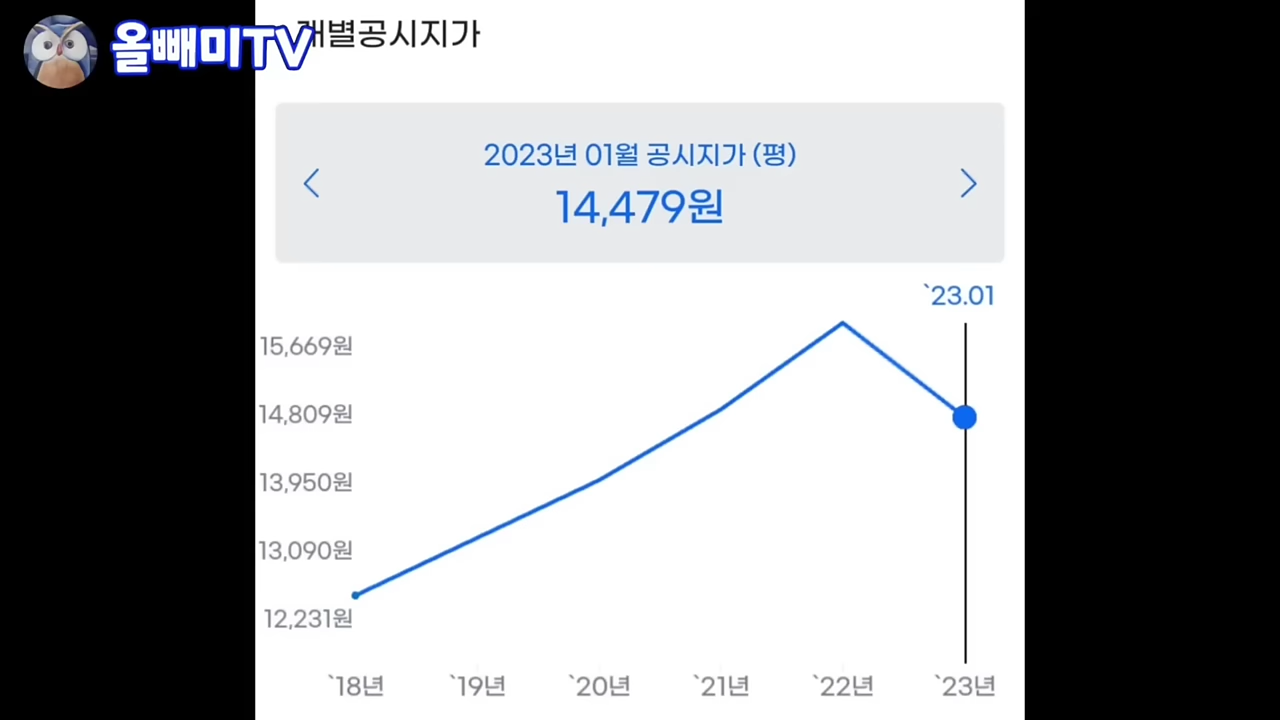 올빼미TV
개별공시지가
2023년 01월 공시지가 (평)
14,479원
`23.01
15,669원
14,809원
13,950원
13,090원
12,231원
`18년 `19년 `20년 `21년 `22년 `23년